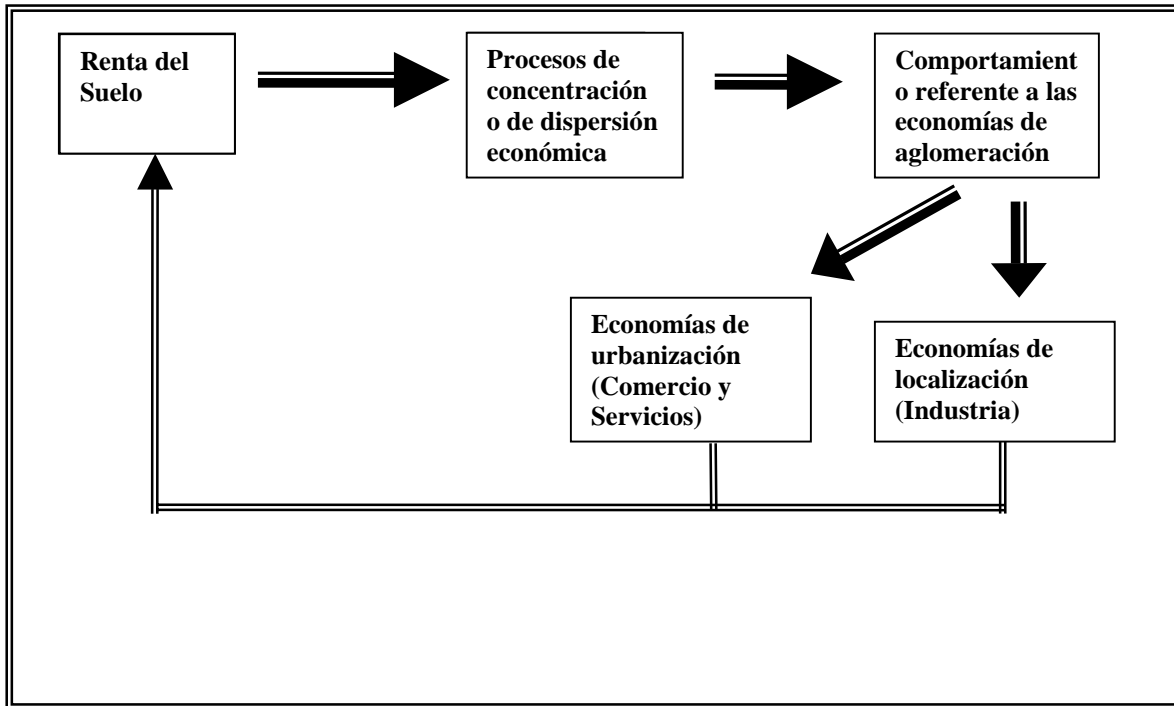 Renta del
Suelo
Procesos de
concentración
o de dispersión
económica
Comportamient
o referente a las
economías de
aglomeración
Economías de
urbanización
(Comercio y
Servicios)
Economías de
localización
(Industria)